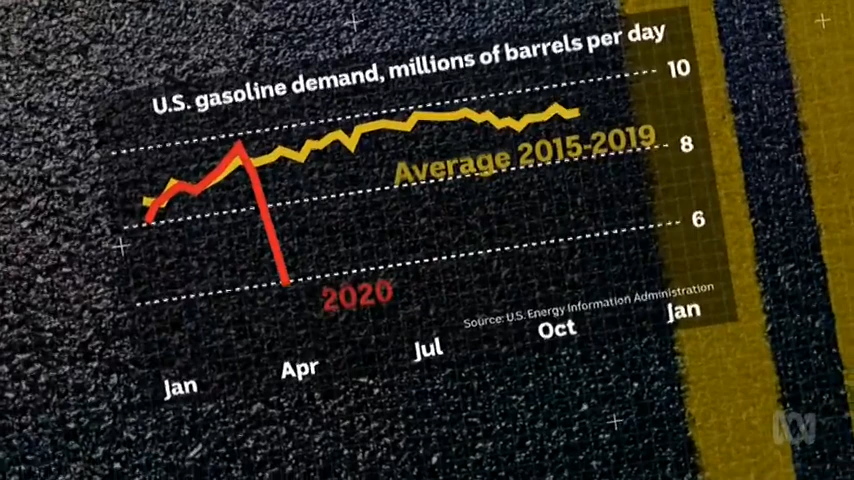 U.S. gasoline demand, millions of barrels per day
10
Average 2015-2019
8
6
2020
Source: U.S. Energy Information Administration
Jan
Apr
Jul
Oct
Jan